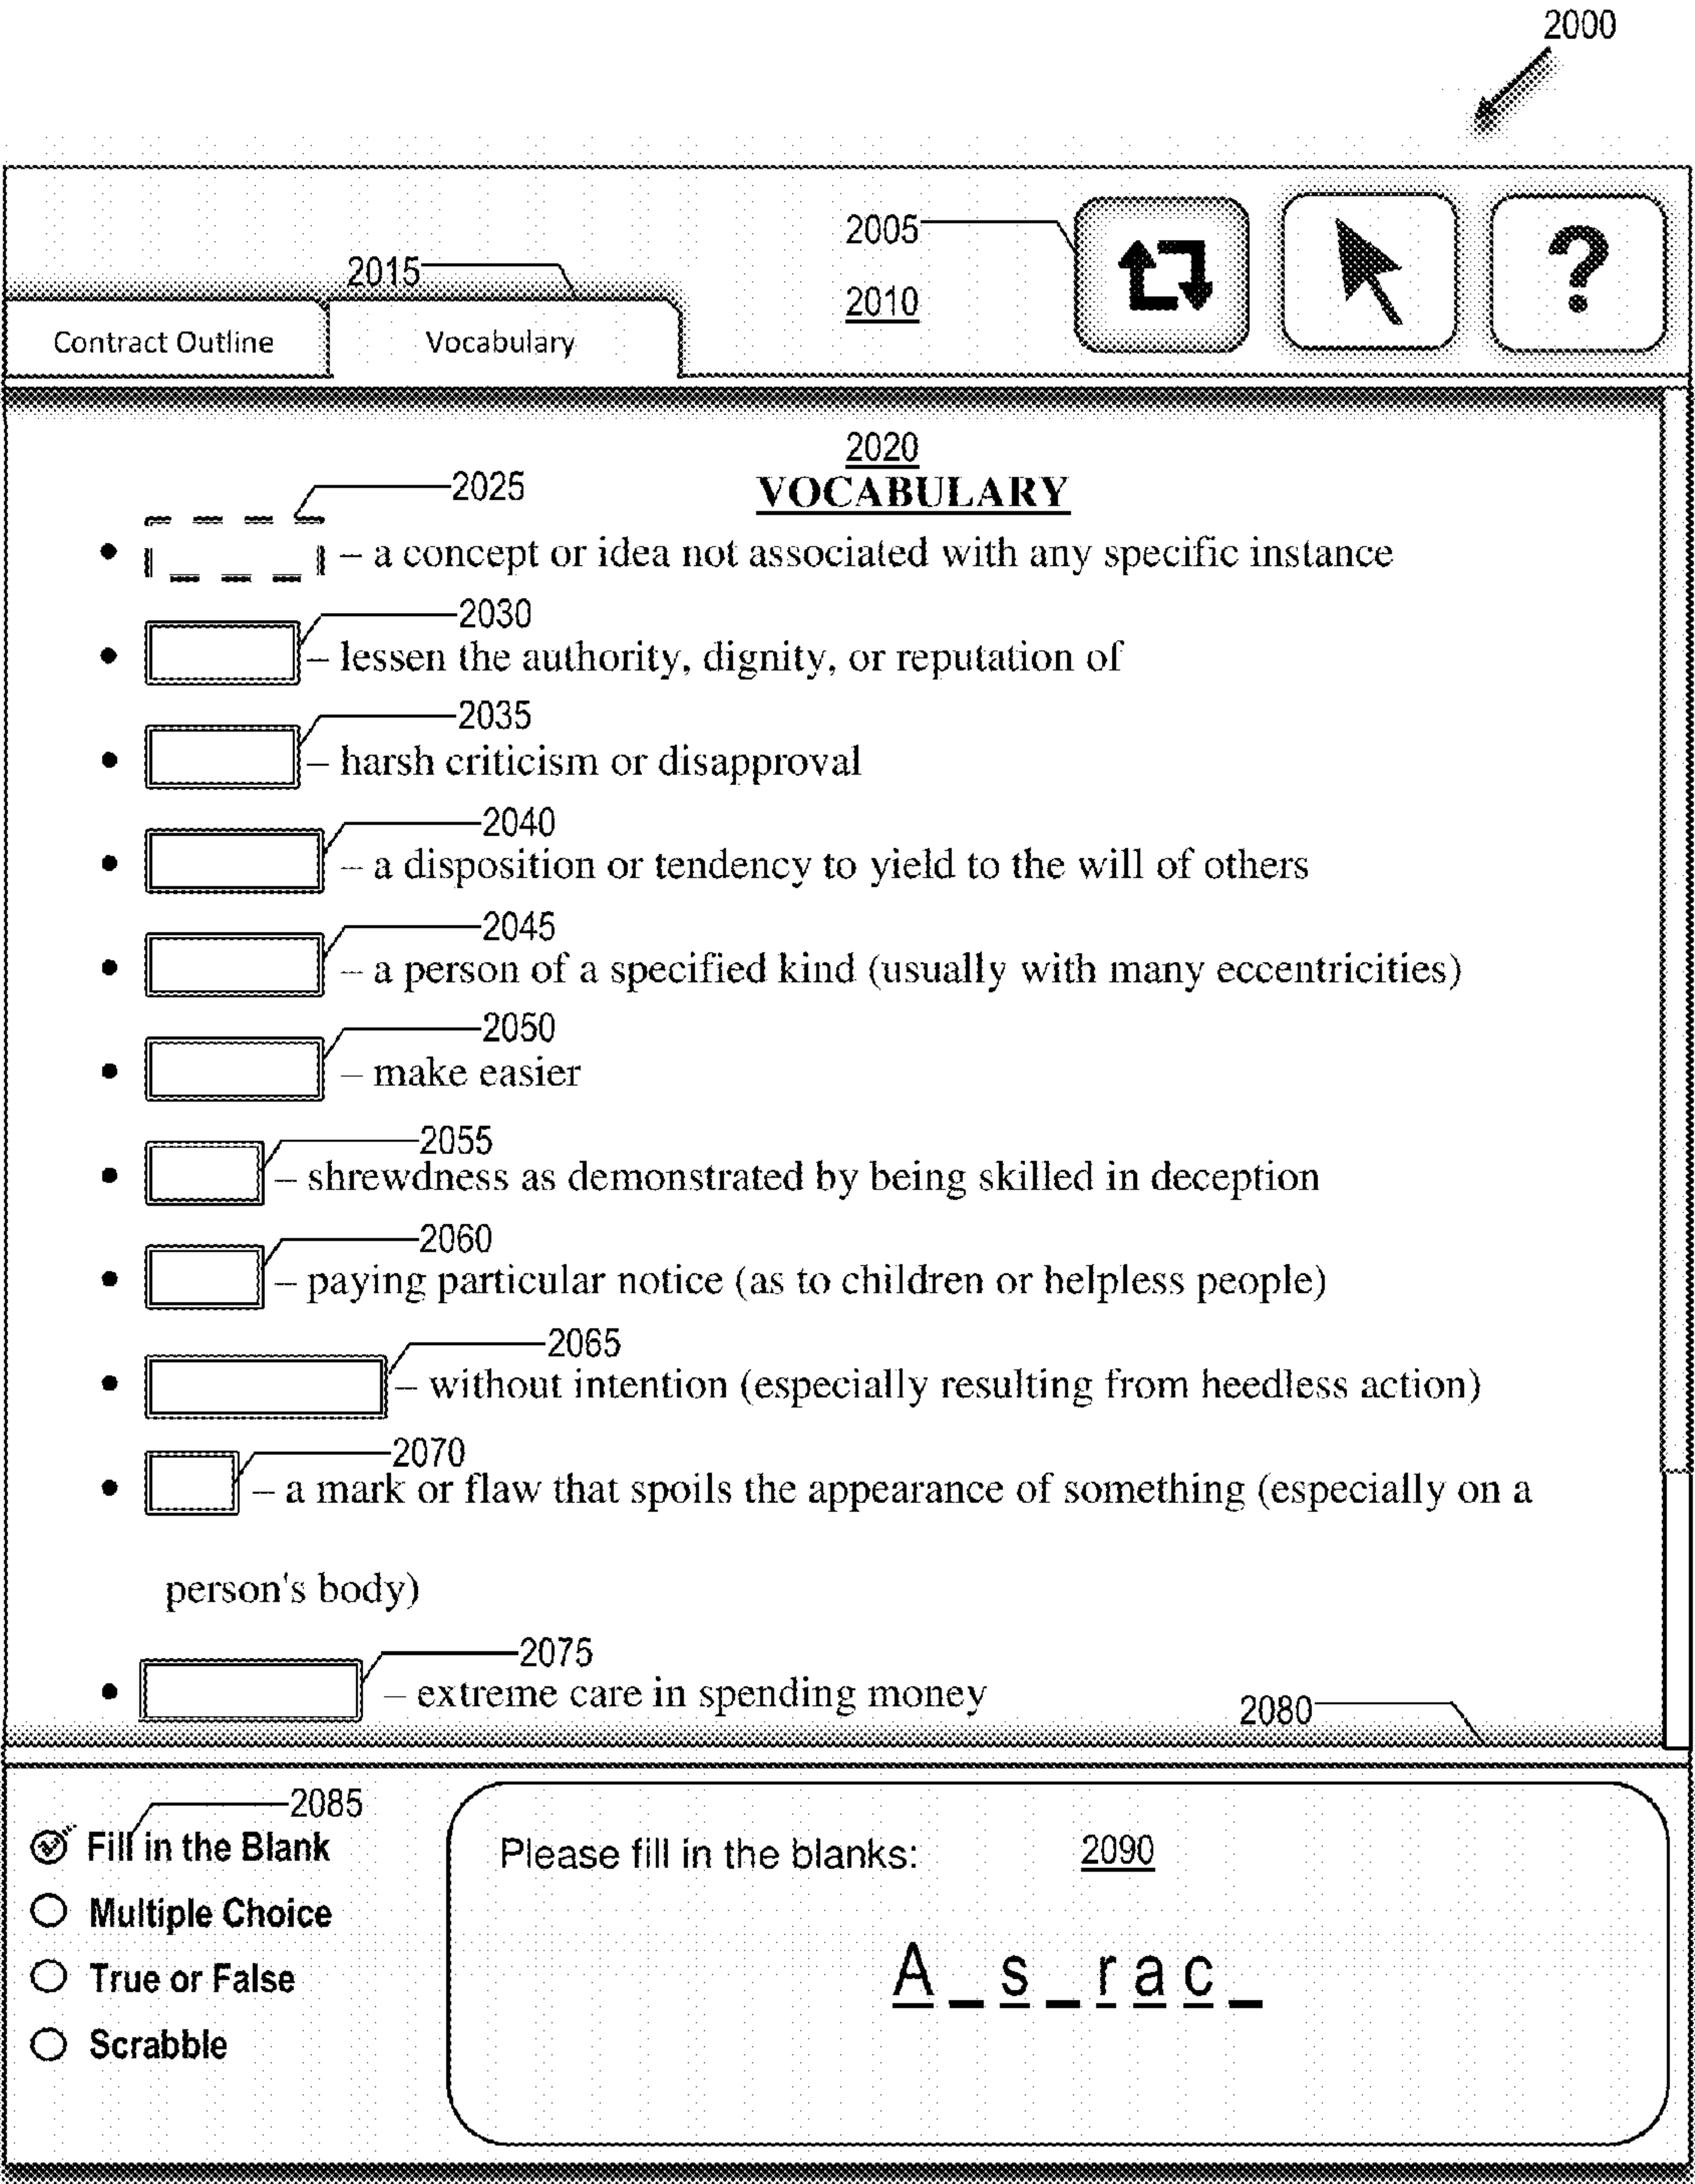 2000
2005
2015
2010
Contract Outline
Vocabulary
?
2020
2025
VOCABULARY
• – a concept or idea not associated with any specific instance
2030
• – lessen the authority, dignity, or reputation of
2035
• – harsh criticism or disapproval
2040
• – a disposition or tendency to yield to the will of others
2045
• – a person of a specified kind (usually with many eccentricities)
2050
• – make easier
2055
• – shrewdness as demonstrated by being skilled in deception
2060
• – paying particular notice (as to children or helpless people)
2065
• – without intention (especially resulting from heedless action)
2070
• – a mark or flaw that spoils the appearance of something (especially on a
person's body)
2075
• – extreme care in spending money
2080
2085
Fill in the Blank
Multiple Choice
True or False
Scrabble
Please fill in the blanks: 2090
A _ s _ r a c _